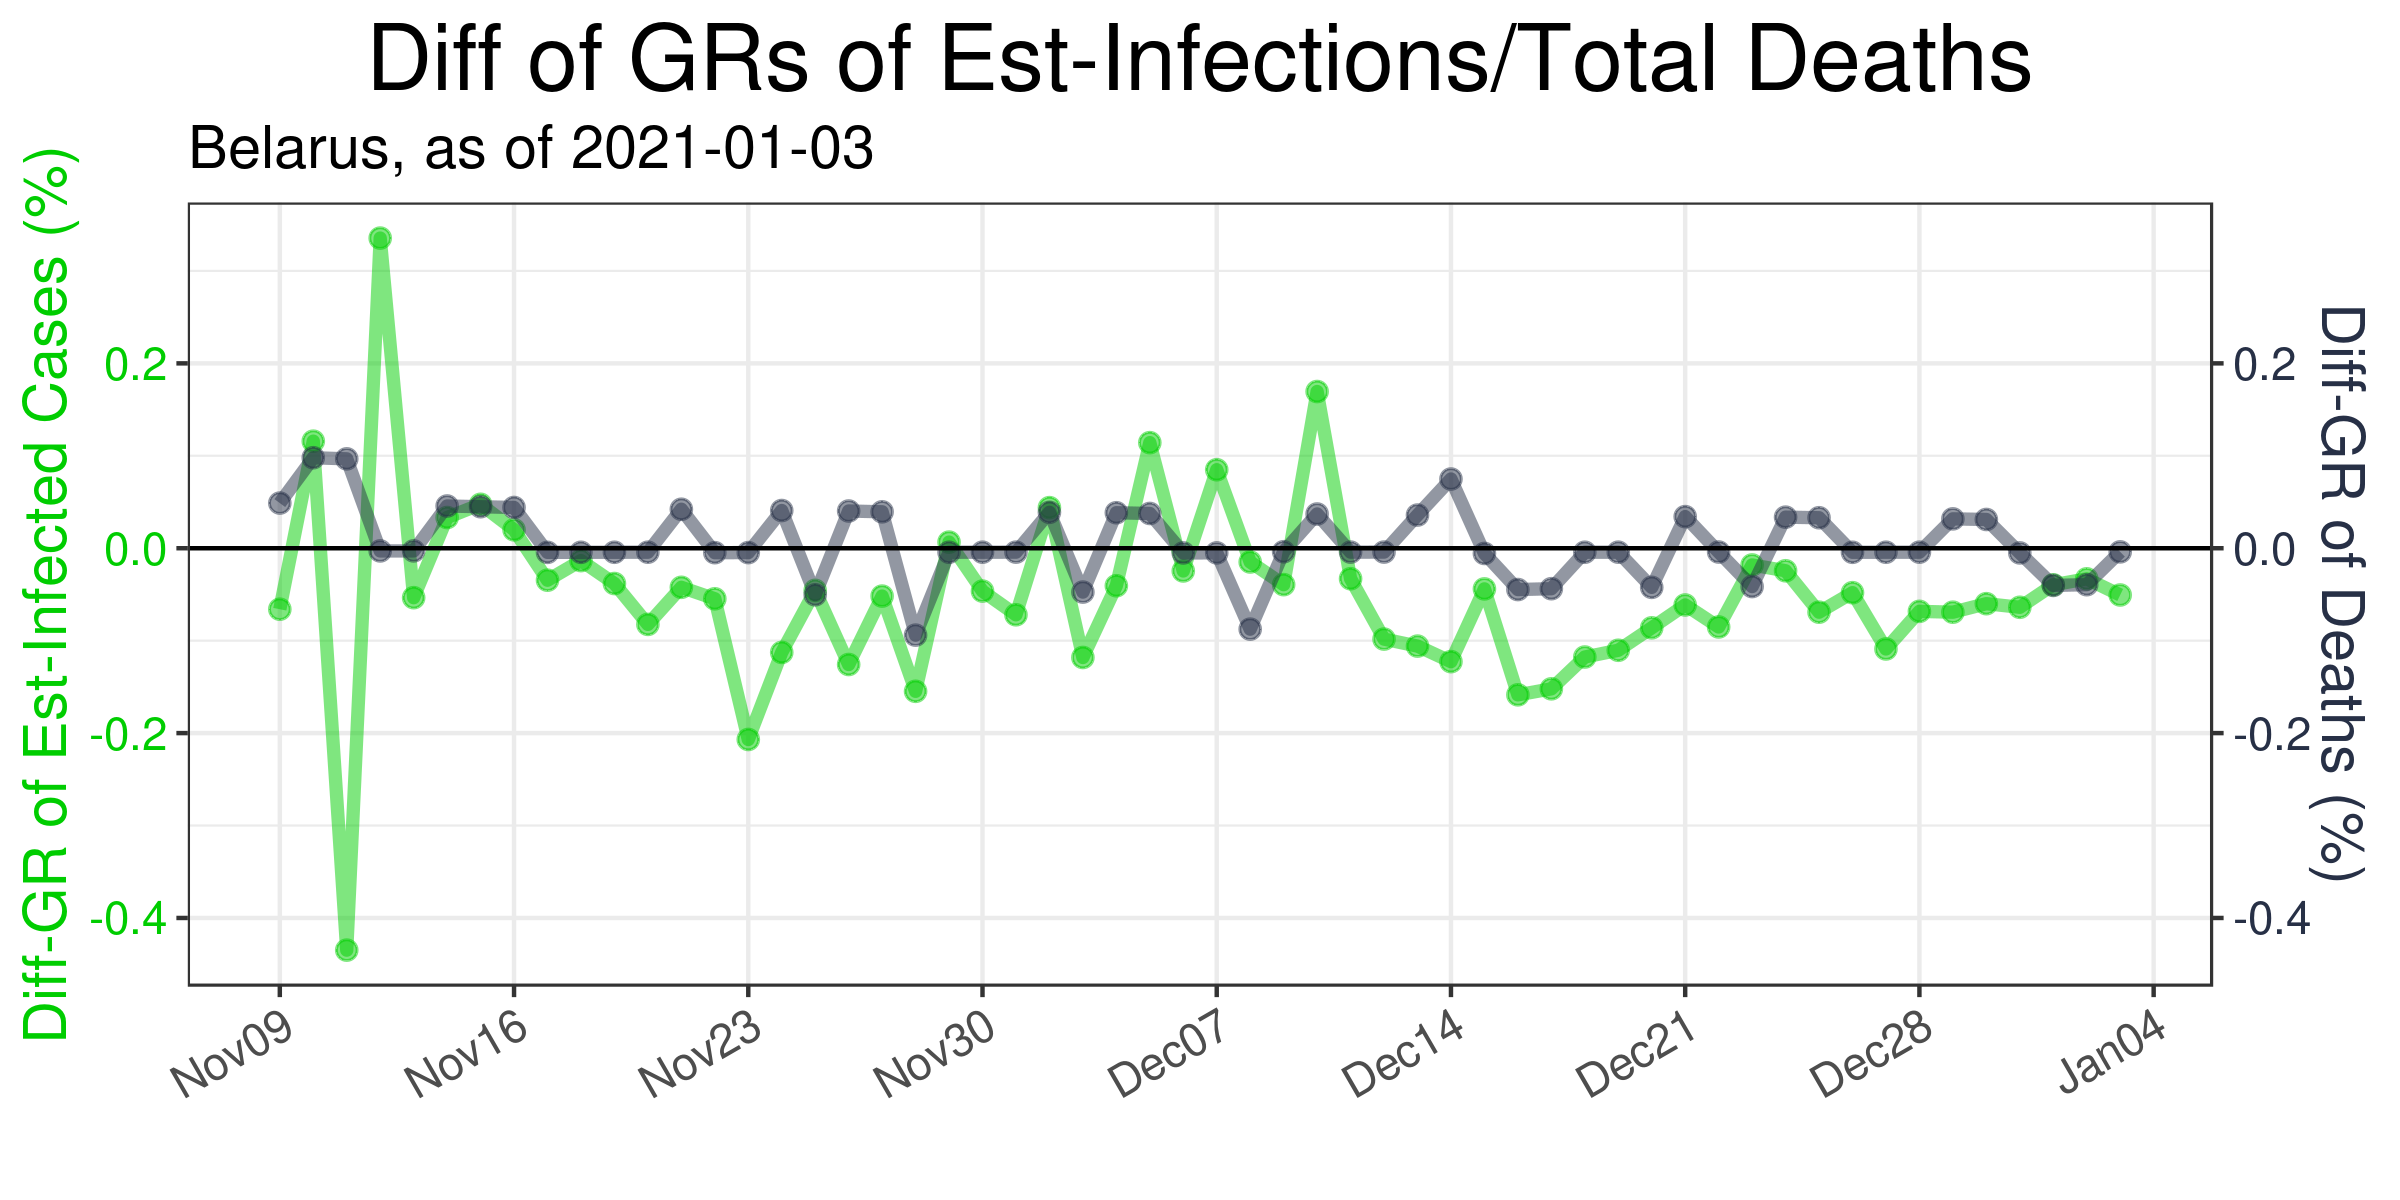 Diff of GRs of Est-Infections/Total Deaths
Belarus, as of 2021-01-03
Diff-GR of Est-Infected Cases (%)
0.2
0.0
-0.2
-0.4
0.2
0.0
-0.2
-0.4
Diff-GR of Deaths (%)
Nov09
Nov16
Nov23
Nov30
Dec07
Dec14
Dec21
Dec28
Jan04